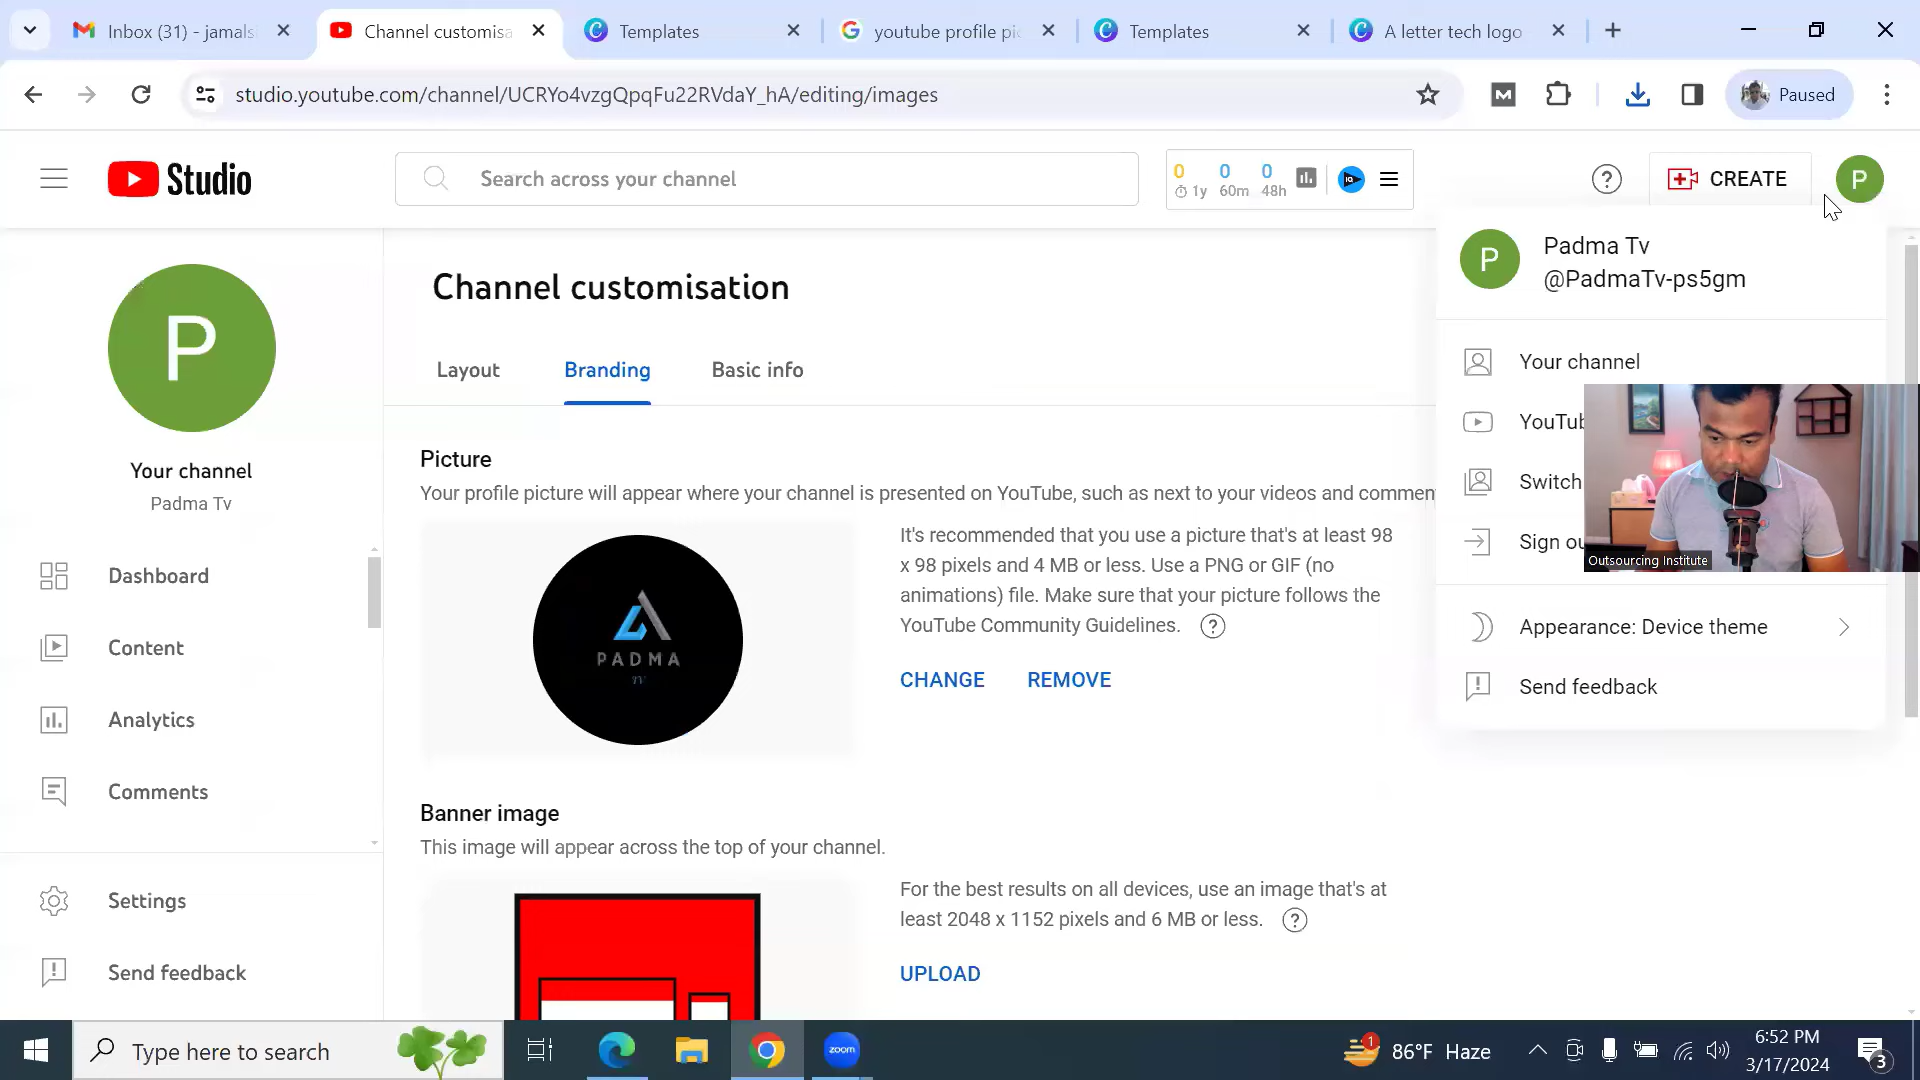 Inbox (31) - jamals
Channel customisa
Templates
youtube profile pi
Templates
A letter tech logo
studio.youtube.com/channel/UCRYo4vzgQpqFu22RVdaY_hA/editing/images
M
Paused
Studio
Search across your channel
0 0 0
1y 60m 48h
?
CREATE
P
P
Padma Tv
@PadmaTv-ps5gm
Your channel
YouTub
Switch
Sign ou
Outsourcing Institute
Appearance: Device theme
Send feedback
P
Your channel
Padma Tv
Dashboard
Content
Analytics
Comments
Settings
Send feedback
Channel customisation
Layout
Branding
Basic info
Picture
Your profile picture will appear where your channel is presented on YouTube, such as next to your videos and commen
PADMA
TV
It's recommended that you use a picture that's at least 98
x 98 pixels and 4 MB or less. Use a PNG or GIF (no
animations) file. Make sure that your picture follows the
YouTube Community Guidelines. ?
CHANGE
REMOVE
Banner image
This image will appear across the top of your channel.
For the best results on all devices, use an image that's at
least 2048 x 1152 pixels and 6 MB or less. ?
UPLOAD
Type here to search
zoom
1
86°F Haze
6:52 PM
3/17/2024
3